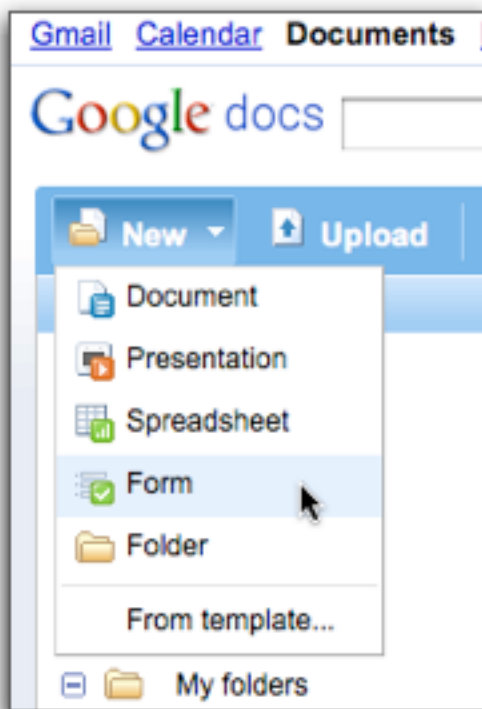 Gmail Calendar Documents
Google docs
New Upload
Document
Presentation
Spreadsheet
Form
Folder
From template...
My folders